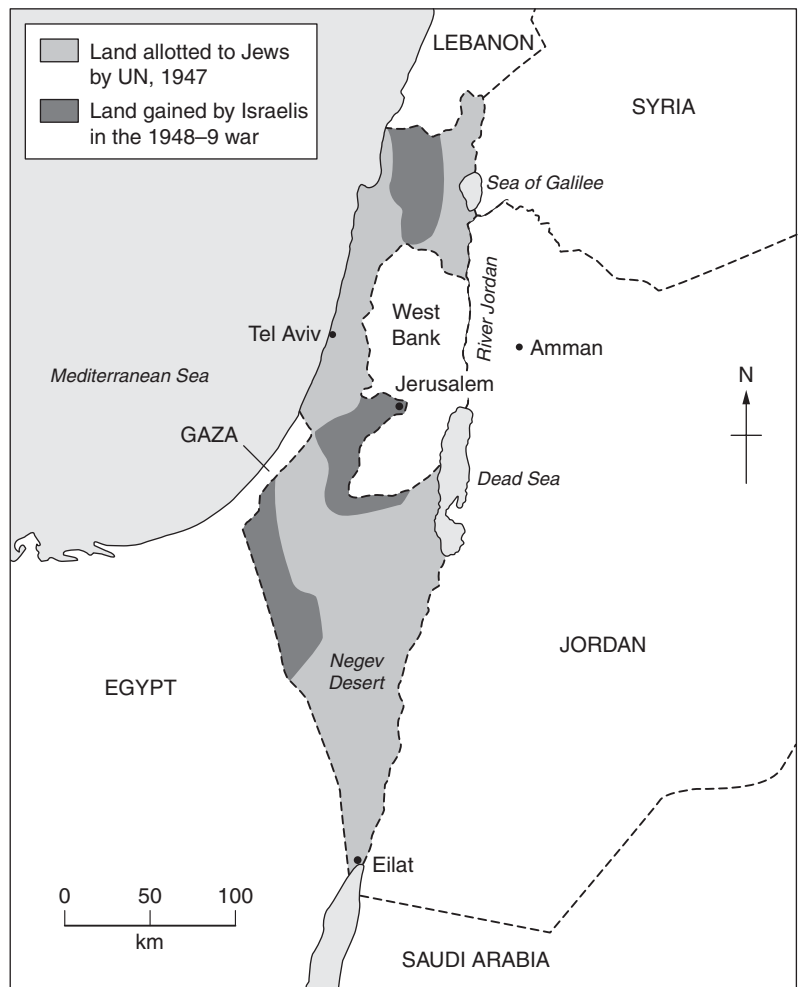 Land allotted to Jews
by UN, 1947
Land gained by Israelis
in the 1948–9 war
LEBANON
SYRIA
Sea of Galilee
West
Bank
River Jordan
Tel Aviv
Amman
Mediterranean Sea
Jerusalem
N
GAZA
Dead Sea
JORDAN
Negev
Desert
EGYPT
Eilat
0 50 100
km
SAUDI ARABIA